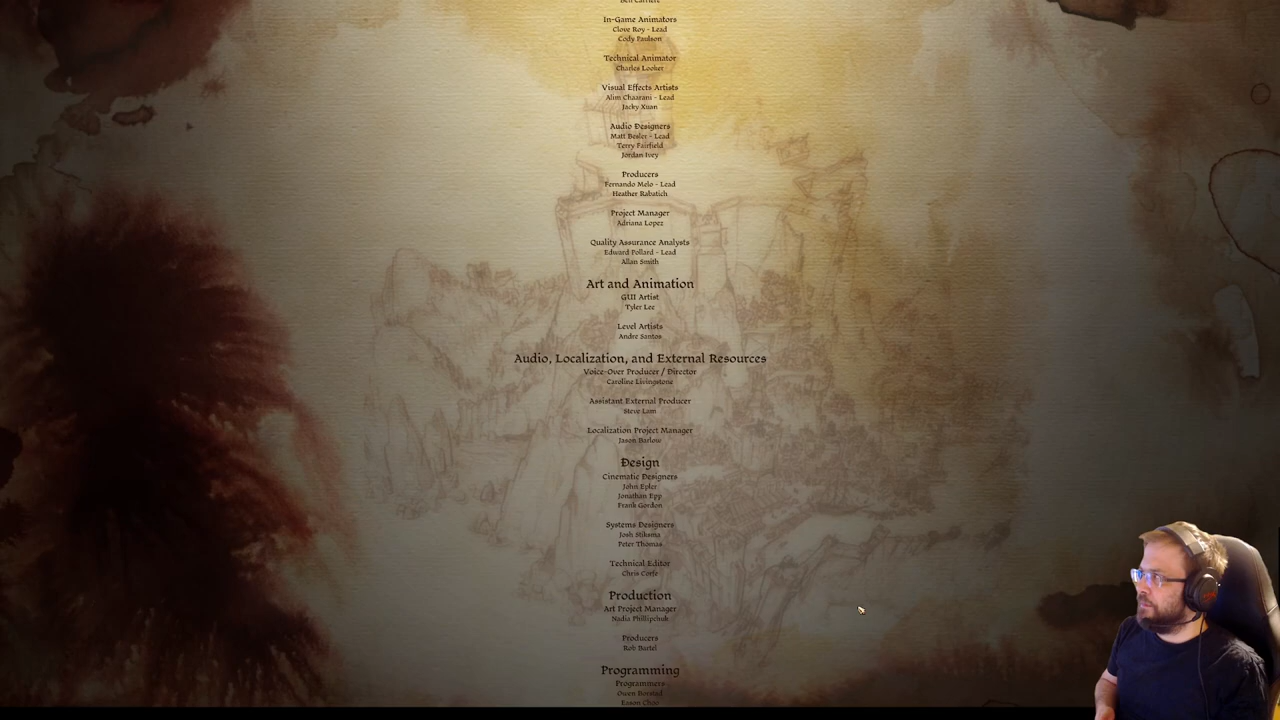 In-Game Animators
Clove Roy - Lead
Cody Paulson
Technical Animator
Charles Looker
Visual Effects Artists
Alim Chaarani - Lead
Jacky Xuan
Audio Designers
Matt Besler - Lead
Terry Fairfield
Jordan Ivey
Producers
Fernando Melo - Lead
Heather Rabatich
Project Manager
Adriana Lopez
Quality Assurance Analysts
Edward Pollard - Lead
Allan Smith
Art and Animation
GUI Artist
Tyler Lee
Level Artists
Andre Santos
Audio, Localization, and External Resources
Voice-Over Producer / Director
Caroline Livingstone
Assistant External Producer
Steve Lam
Localization Project Manager
Jason Barlow
Design
Cinematic Designers
John Epler
Jonathan Epp
Frank Gordon
Systems Designers
Josh Stiksma
Peter Thomas
Technical Editor
Chris Corfe
Production
Art Project Manager
Nadia Phillipchuk
Producers
Rob Bartel
Programming
Programmers
Owen Borstad
Eason Choo